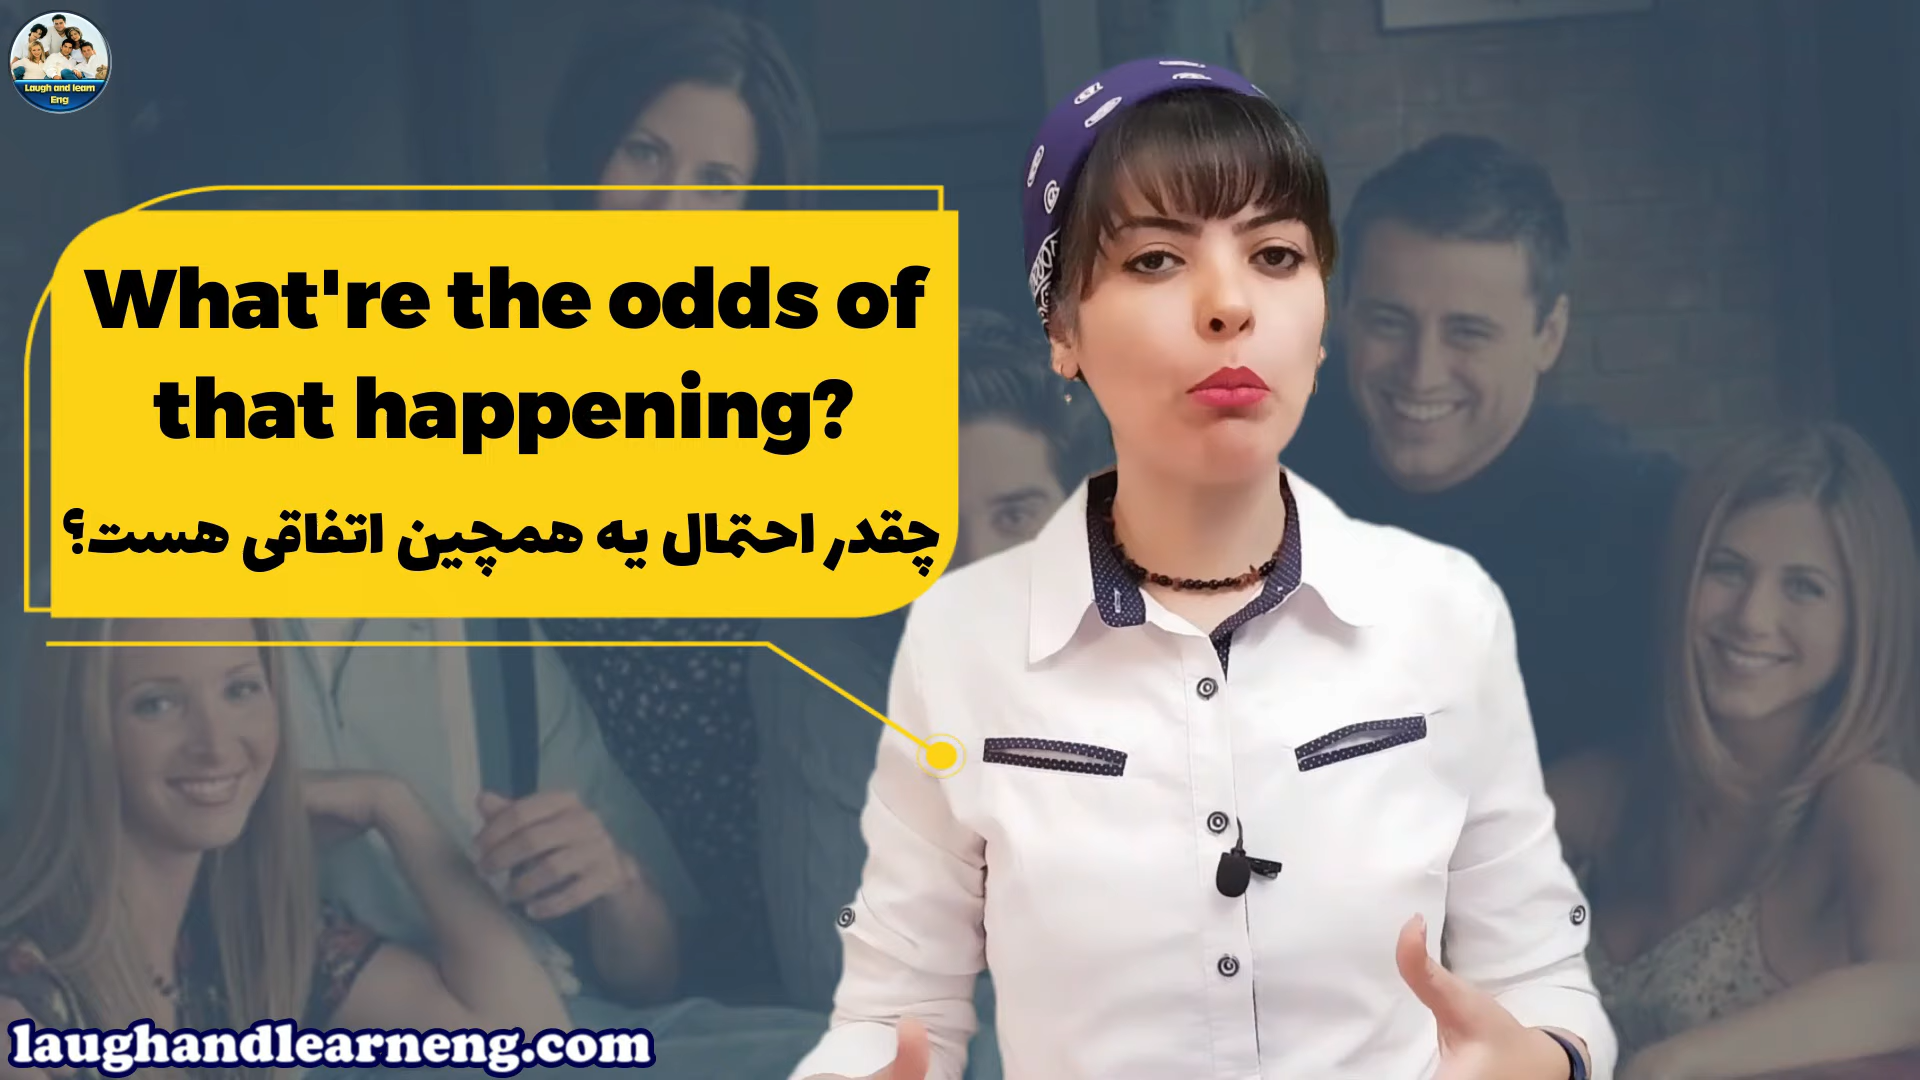 Laugh and learn
Eng
What're the odds of
that happening?
چقدر احتمال یه همچین اتفاقی هست؟
laughandlearneng.com